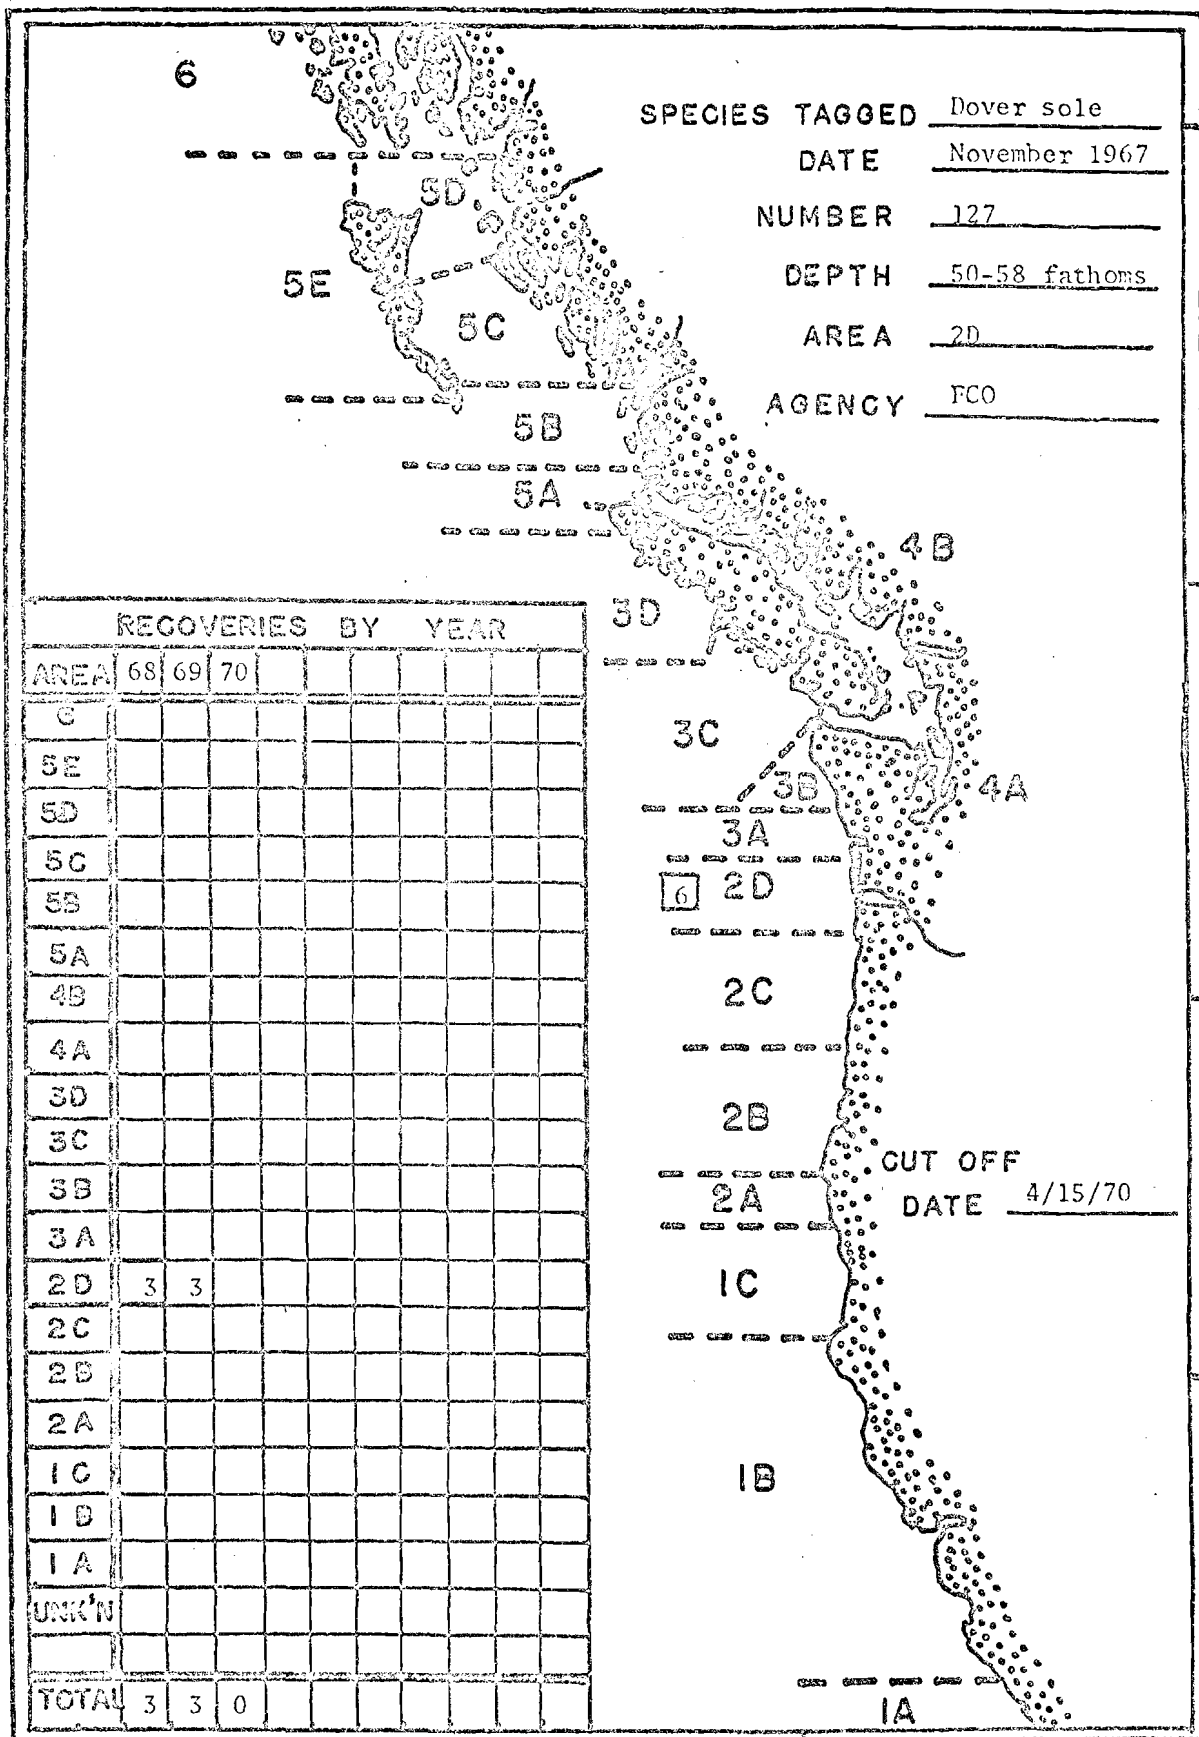 6
SPECIES TAGGED Dover sole
DATE November 1967
5D
NUMBER 127
5E
DEPTH 50-58 fathoms
5C
AREA 2D
AGENCY FCO
5B
5A
4B
3D
RECOVERIES BY YEAR
AREA 68 69 70
6
5E
5D
5C
5B
5A
4B
4A
3D
3C
3B
3A
2D 3 3
2C
2B
2A
1C
1B
1A
UNK'N
TOTAL 3 3 0
3C
3B
4A
3A
6 2D
2C
2B
CUT OFF
DATE 4/15/70
2A
1C
1B
1A